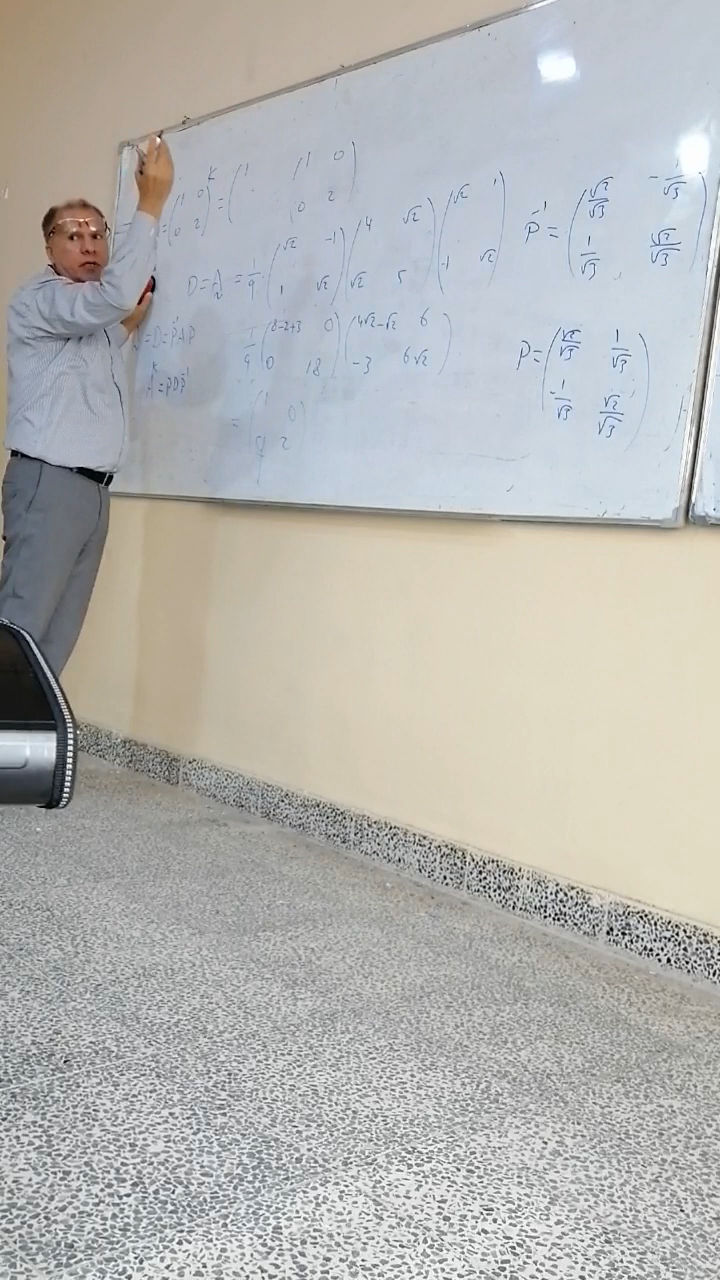 = (1 0 / 0 2)^K = (1 (1 0 / 0 2)
D = A = 1/9 (√2 -1 / 1 √2) (4 √2 / √2 5) (√2 1 / -1 √2)
= D = P^-1 A P
1/9 (8-2+3 0 / 0 18) (4√2-√2 6 / -3 6√2)
A^K = P D P^-1
= (1 0 / 0 2)
P^-1 = (√2/√3 -1/√3 / 1/√3 √2/√3)
P = (√2/√3 1/√3 / -1/√3 √2/√3)